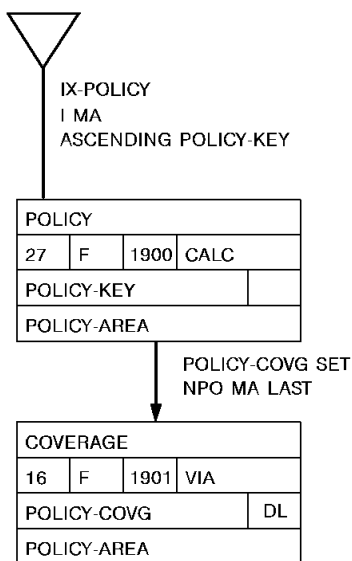 IX-POLICY
I MA
ASCENDING POLICY-KEY
POLICY
27 F 1900 CALC
POLICY-KEY
POLICY-AREA
POLICY-COVG SET
NPO MA LAST
COVERAGE
16 F 1901 VIA
POLICY-COVG DL
POLICY-AREA